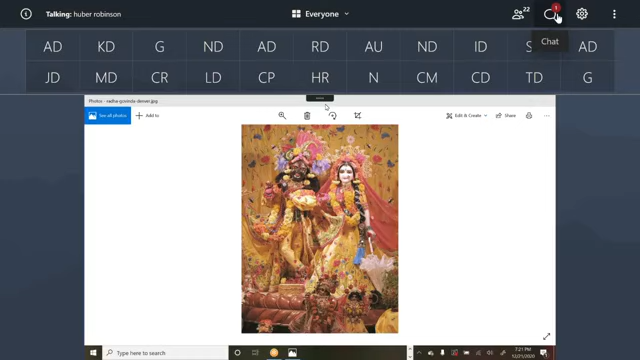 Talking: huber robinson
Everyone
22
1
Chat
AD KD G ND AD RD AU ND ID AD
JD MD CR LD CP HR N CM CD TD G
Photos - radha-govinda-denver.jpg
See all photos
Add to
Edit & Create
Share
Type here to search
7:21 PM
12/21/2020